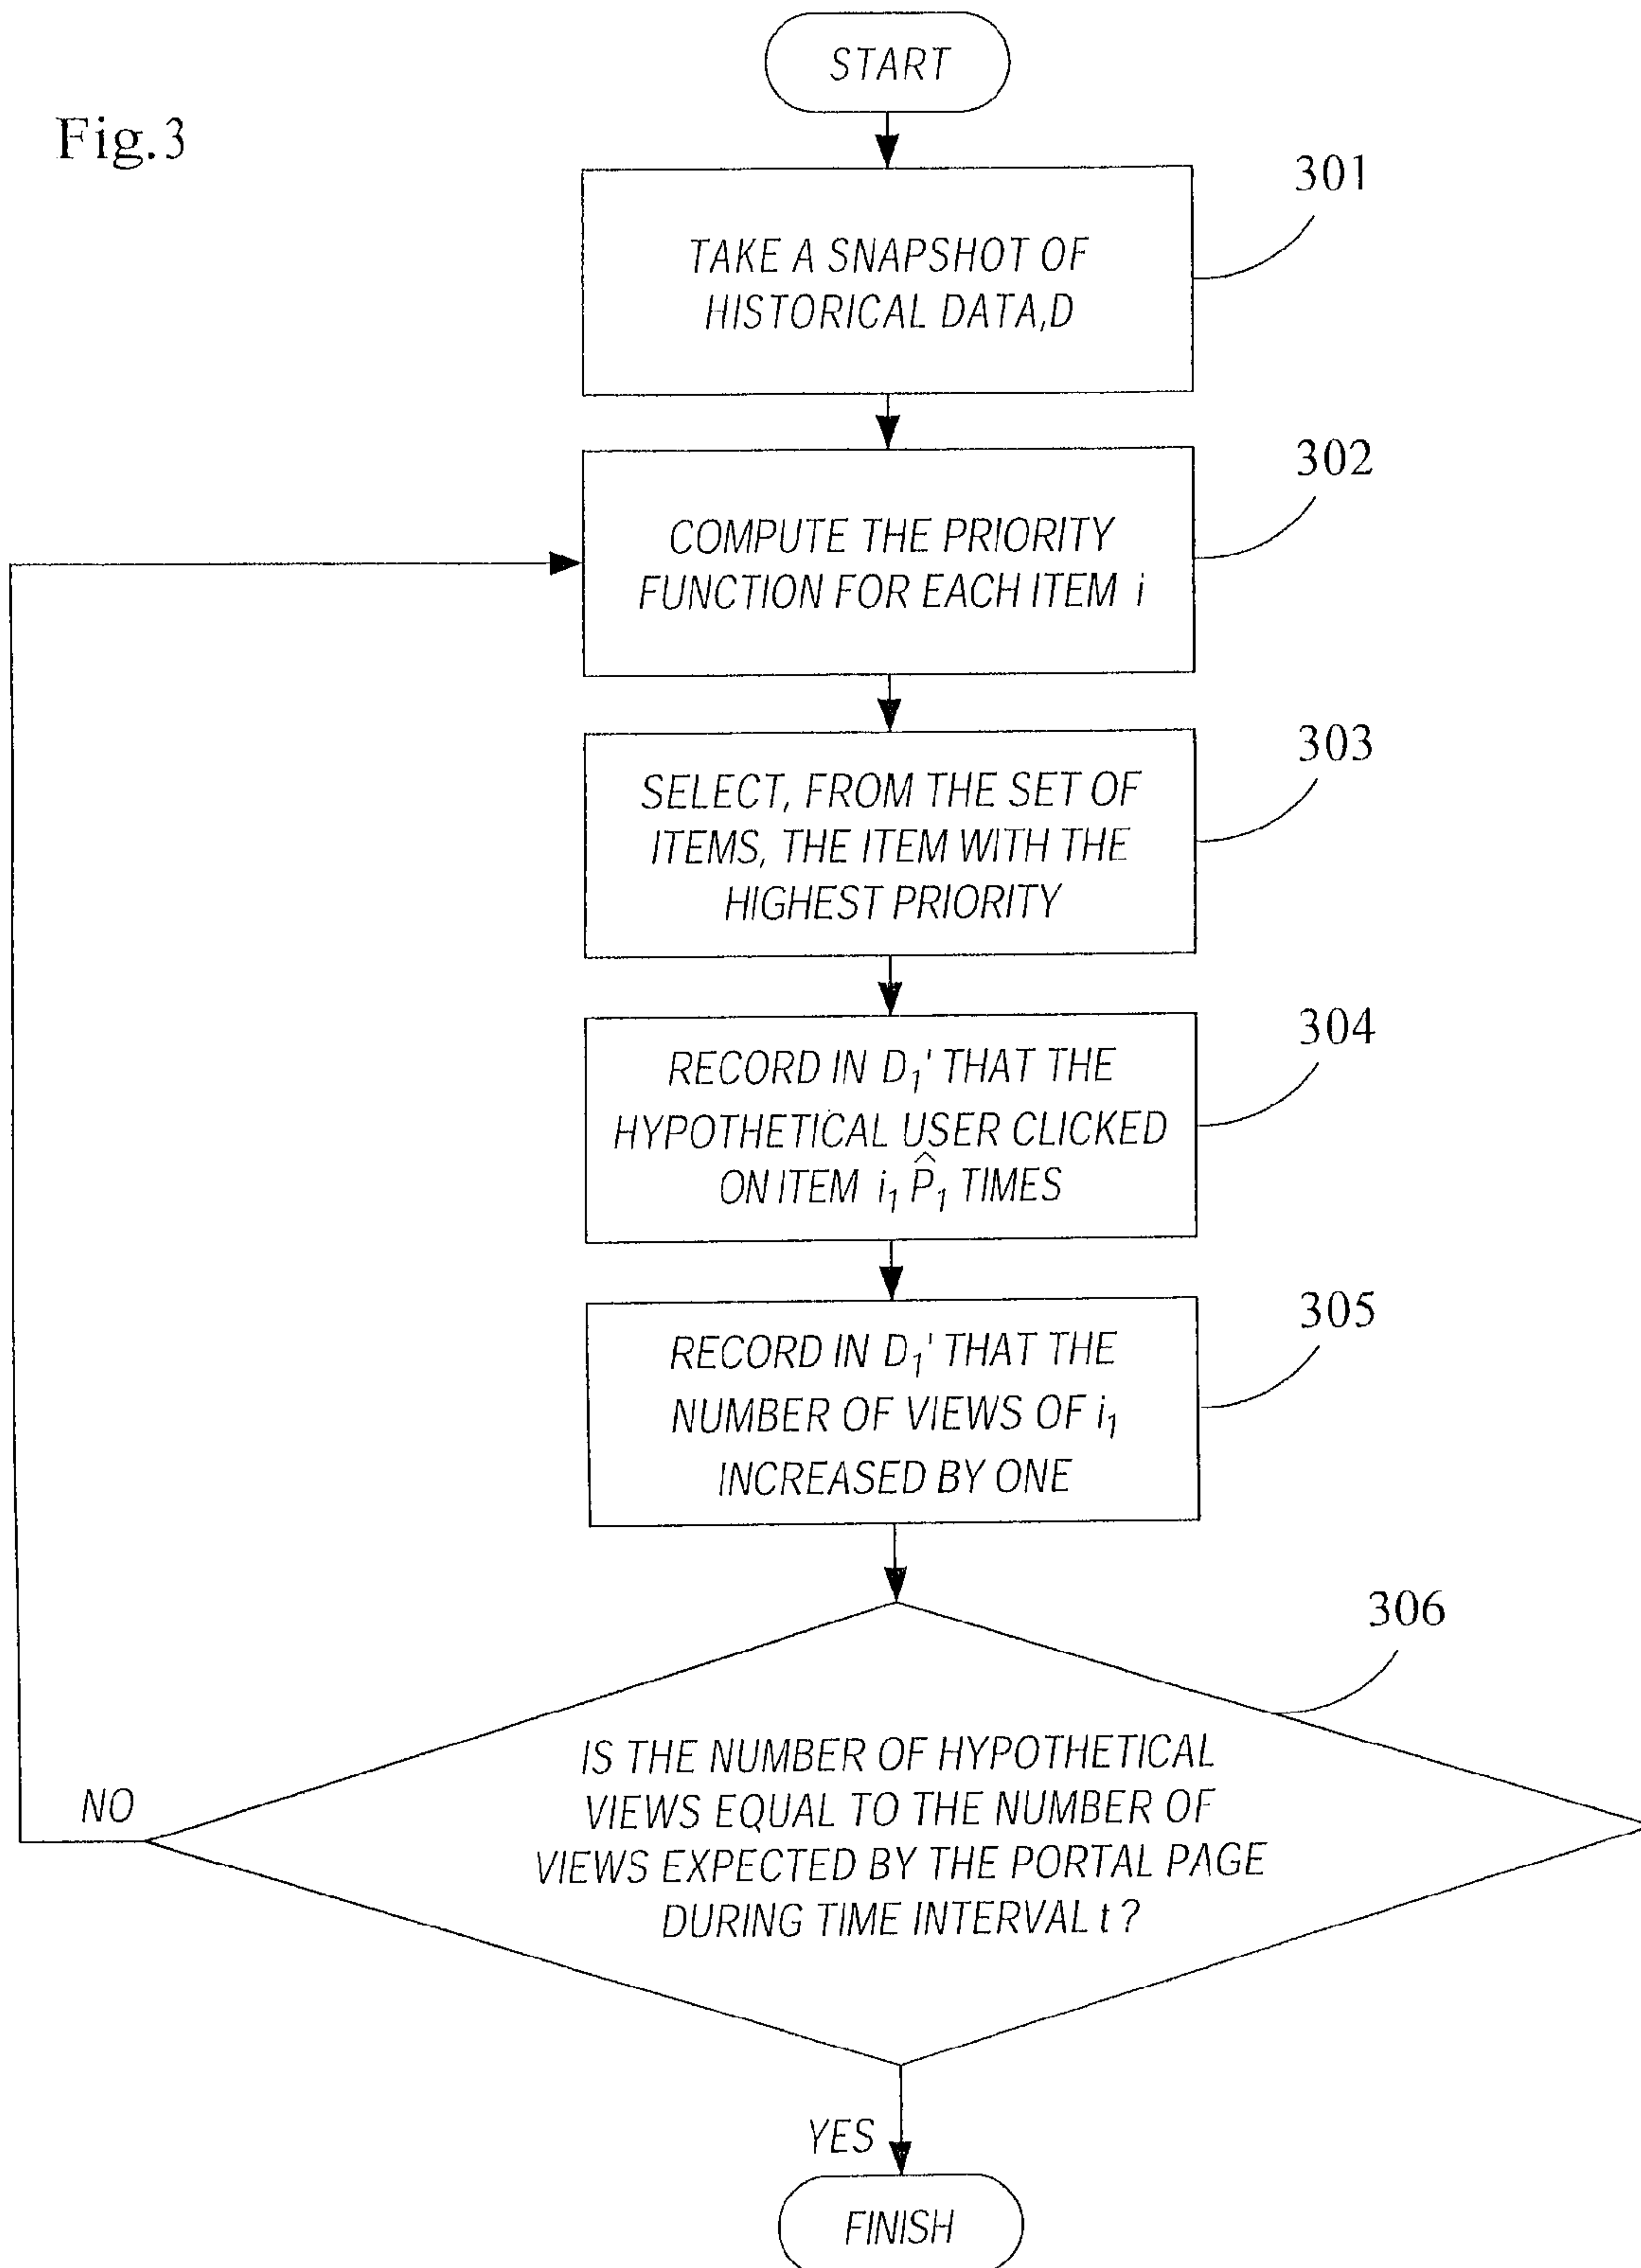 START
Fig.3
301
TAKE A SNAPSHOT OF
HISTORICAL DATA,D
302
COMPUTE THE PRIORITY
FUNCTION FOR EACH ITEM i
303
SELECT, FROM THE SET OF
ITEMS, THE ITEM WITH THE
HIGHEST PRIORITY
304
RECORD IN D₁' THAT THE
HYPOTHETICAL USER CLICKED
ON ITEM i₁ P̂₁ TIMES
305
RECORD IN D₁' THAT THE
NUMBER OF VIEWS OF i₁
INCREASED BY ONE
306
IS THE NUMBER OF HYPOTHETICAL
VIEWS EQUAL TO THE NUMBER OF
VIEWS EXPECTED BY THE PORTAL PAGE
DURING TIME INTERVAL t ?
NO
YES
FINISH